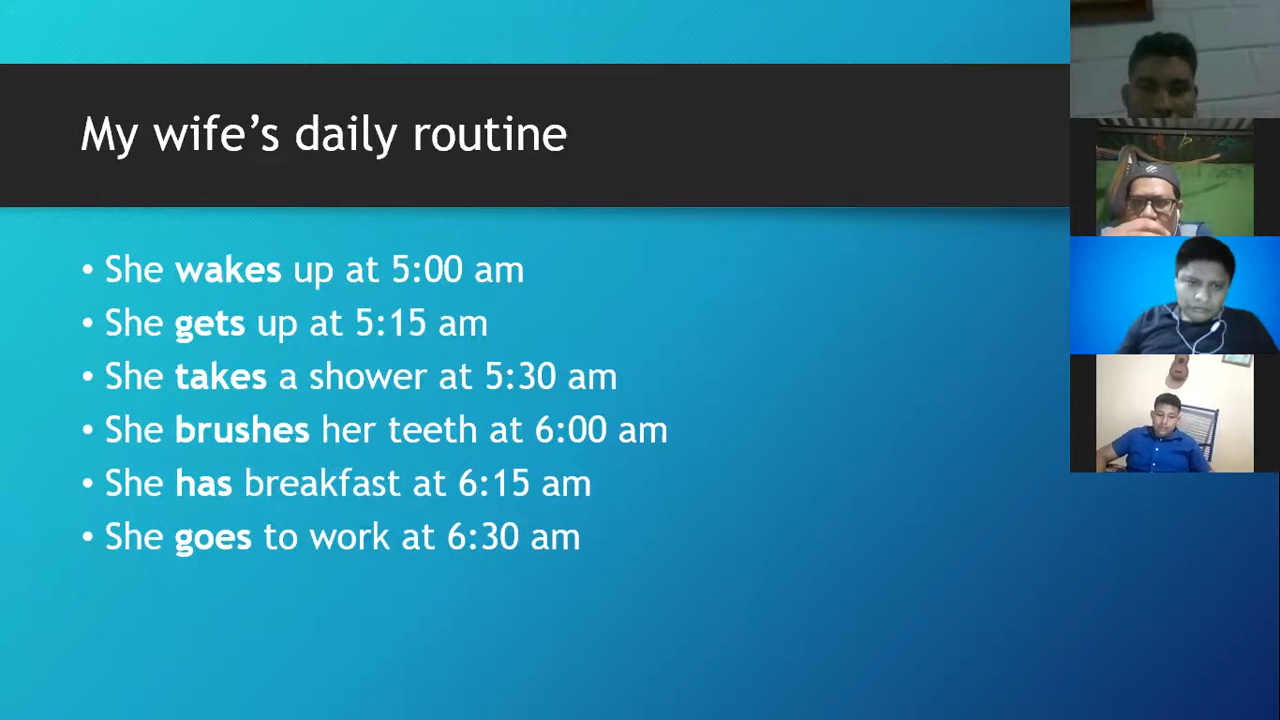 My wife’s daily routine
• She wakes up at 5:00 am
• She gets up at 5:15 am
• She takes a shower at 5:30 am
• She brushes her teeth at 6:00 am
• She has breakfast at 6:15 am
• She goes to work at 6:30 am